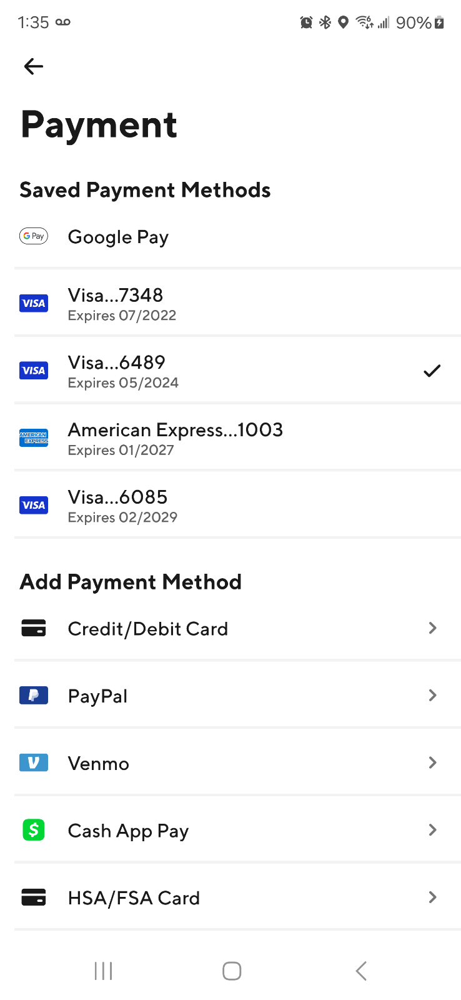 1:35
90%
Payment
Saved Payment Methods
G Pay
Google Pay
VISA
Visa...7348
Expires 07/2022
VISA
Visa...6489
Expires 05/2024
AMERICAN
EXPRESS
American Express...1003
Expires 01/2027
VISA
Visa...6085
Expires 02/2029
Add Payment Method
Credit/Debit Card
PayPal
Venmo
$
Cash App Pay
HSA/FSA Card